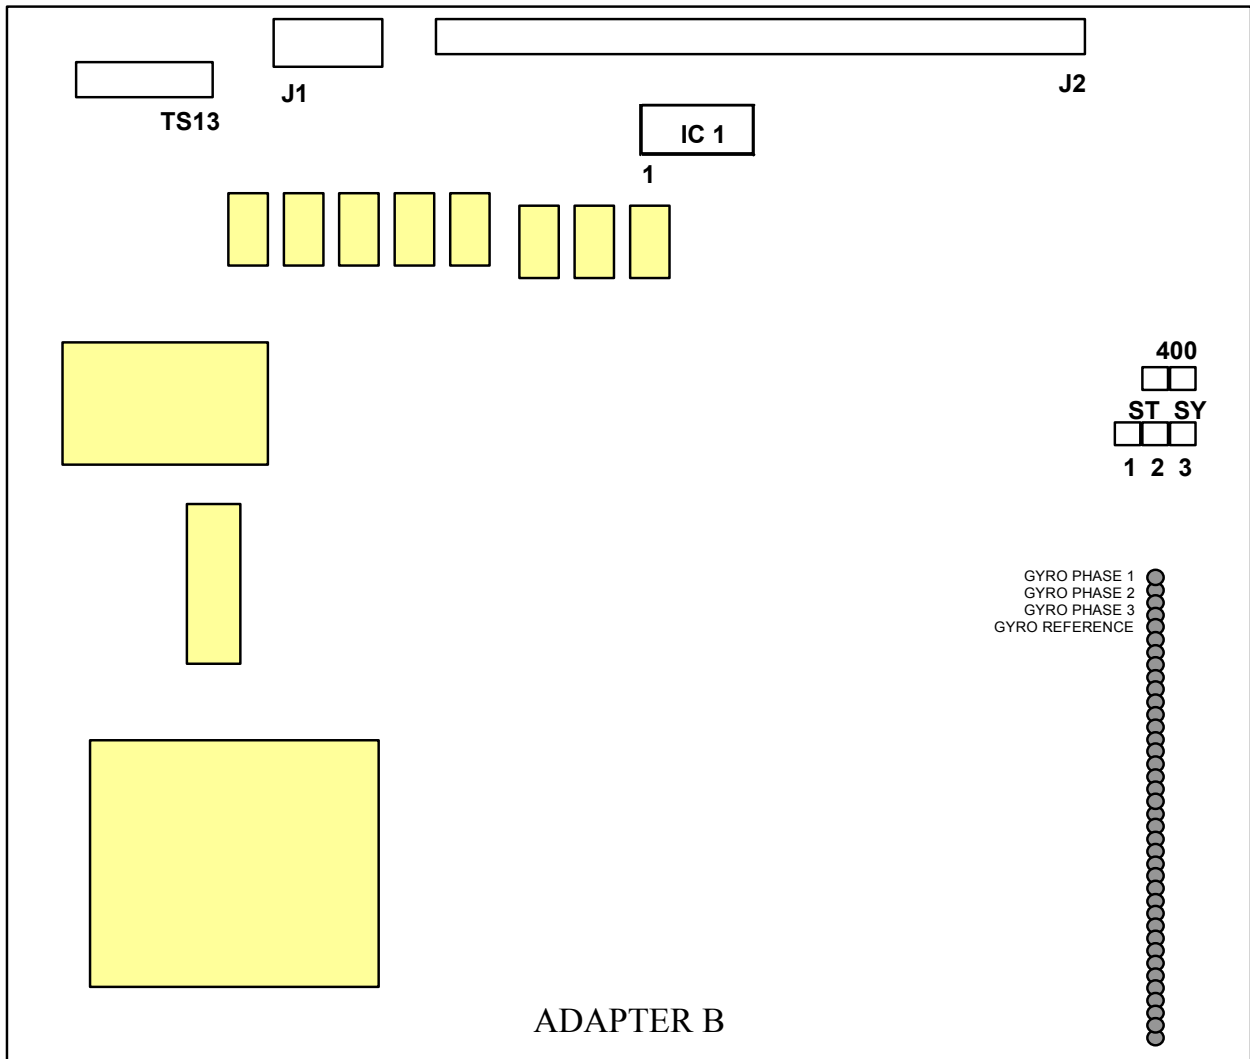 J1
J2
TS13
IC 1
1
400
ST SY
1 2 3
GYRO PHASE 1
GYRO PHASE 2
GYRO PHASE 3
GYRO REFERENCE
ADAPTER B